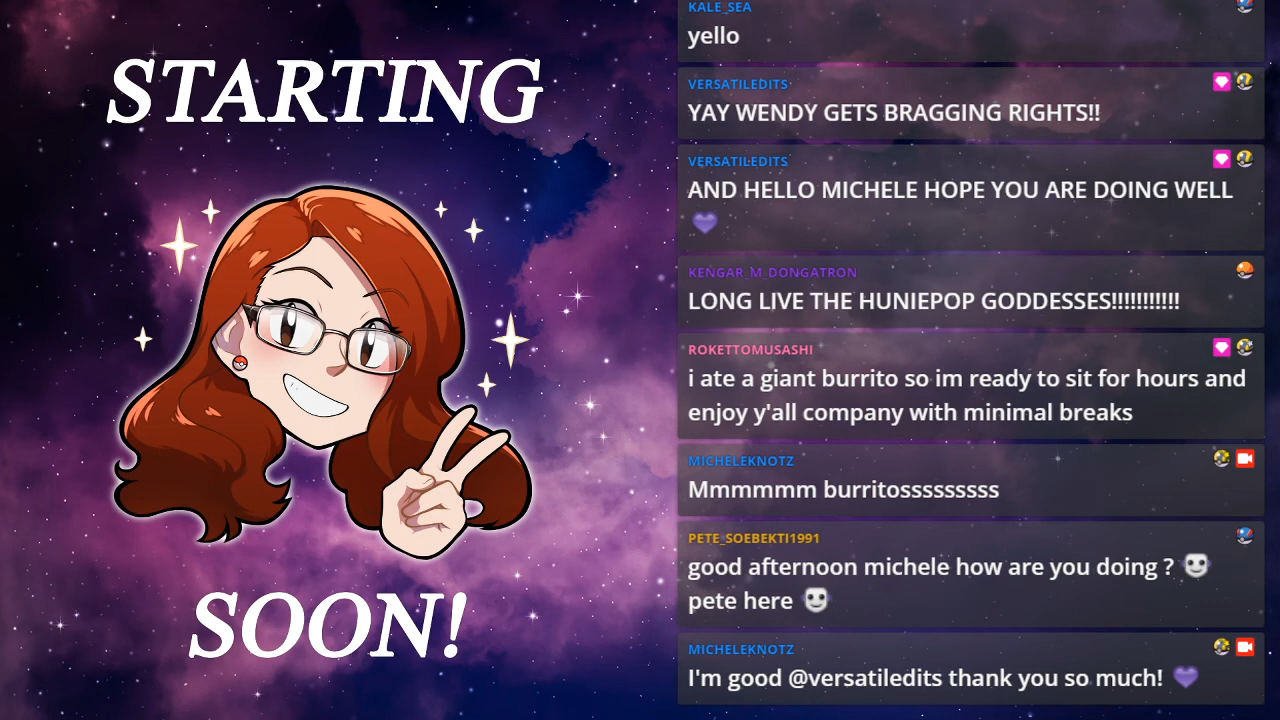 STARTING
SOON!
KALE_SEA
yello
VERSATILEDITS
YAY WENDY GETS BRAGGING RIGHTS!!
VERSATILEDITS
AND HELLO MICHELE HOPE YOU ARE DOING WELL
💜
KENGAR_M_DONGATRON
LONG LIVE THE HUNIEPOP GODDESSES!!!!!!!!!!!
ROKETTOMUSASHI
i ate a giant burrito so im ready to sit for hours and
enjoy y'all company with minimal breaks
MICHELEKNOTZ
Mmmmmm burritosssssssss
PETE_SOEBEKTI1991
good afternoon michele how are you doing ?
pete here
MICHELEKNOTZ
I'm good @versatiledits thank you so much! 💜